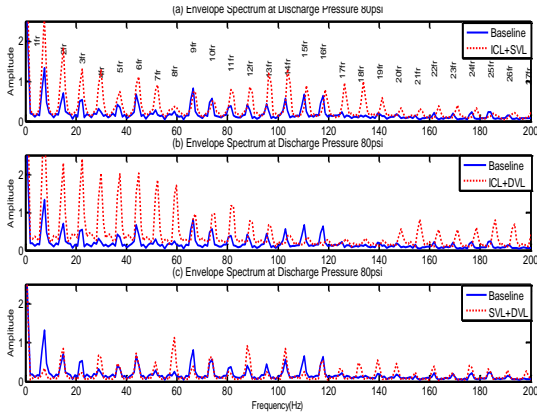 (a) Envelope Spectrum at Discharge Pressure 80psi
Amplitude
2
1
0
1fr 2fr 3fr 4fr 5fr 6fr 7fr 8fr 9fr 10fr 11fr 12fr 13fr 14fr 15fr 16fr 17fr 18fr 19fr 20fr 21fr 22fr 23fr 24fr 25fr 26fr 27fr
Baseline
ICL+SVL
0 20 40 60 80 100 120 140 160 180 200
(b) Envelope Spectrum at Discharge Pressure 80psi
Amplitude
2
1
0
Baseline
ICL+DVL
0 20 40 60 80 100 120 140 160 180 200
(c) Envelope Spectrum at Discharge Pressure 80psi
Amplitude
2
1
0
Baseline
SVL+DVL
0 20 40 60 80 100 120 140 160 180 200
Frequency(Hz)